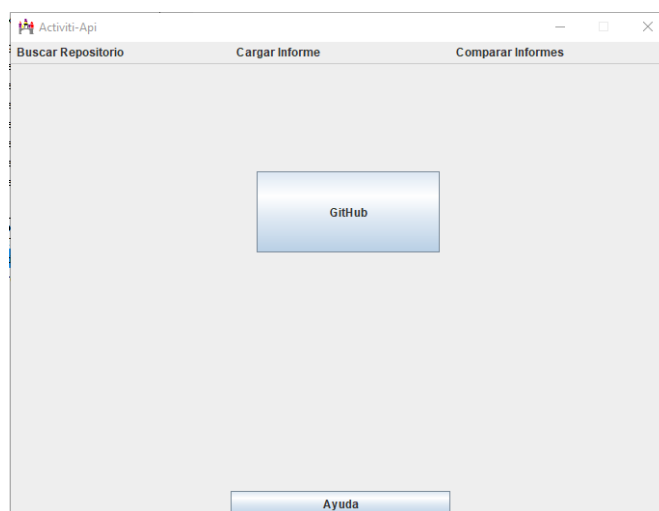 Activiti-Api
Buscar Repositorio Cargar Informe Comparar Informes
GitHub
Ayuda